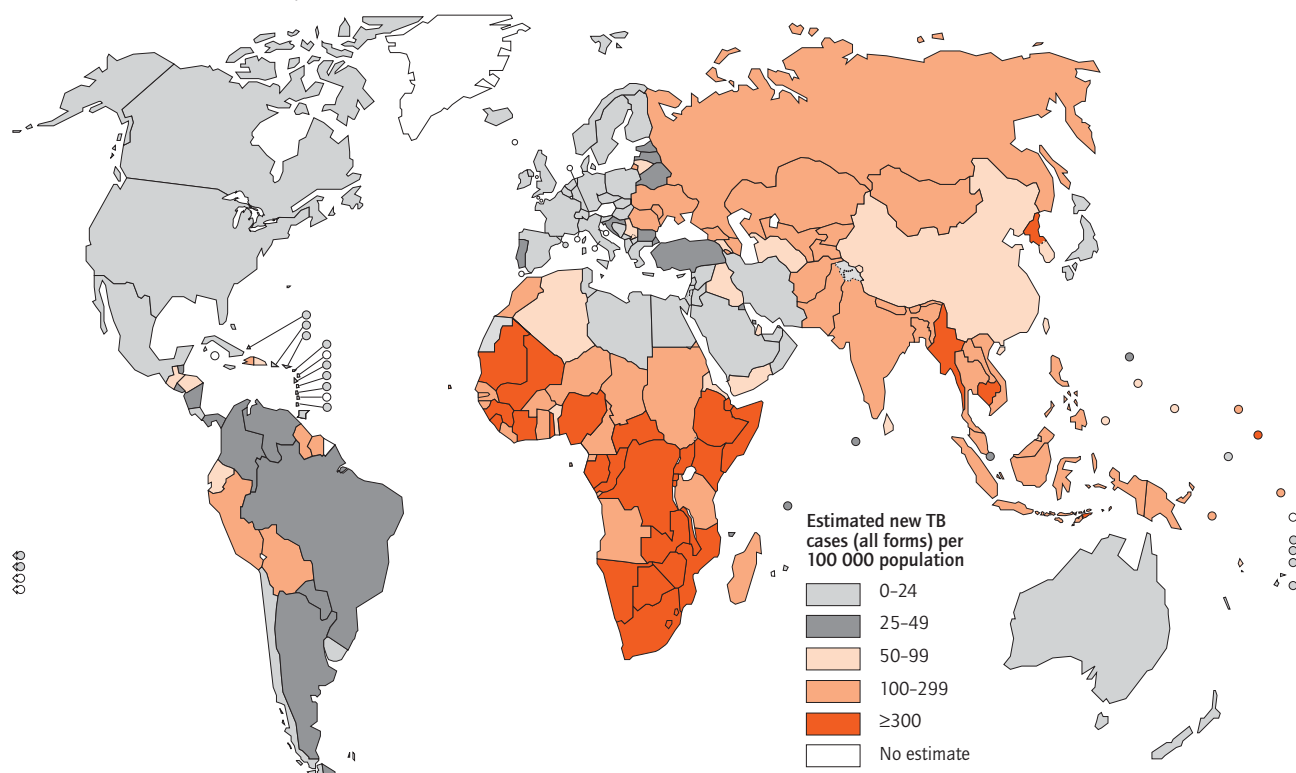 Estimated new TB
cases (all forms) per
100 000 population
0–24
25–49
50–99
100–299
≥300
No estimate